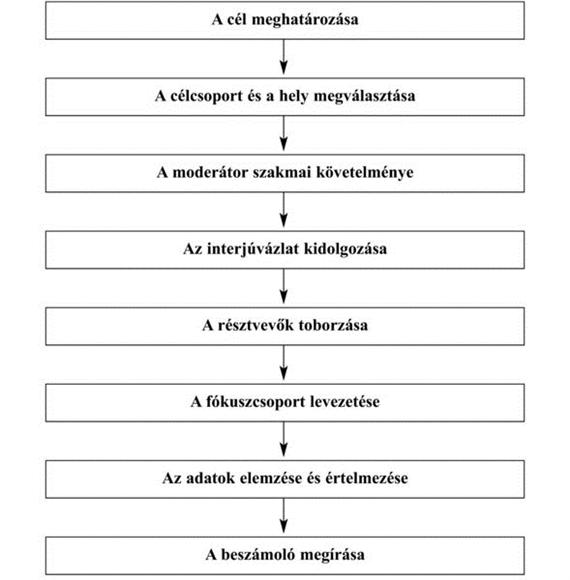 A cél meghatározása
A célcsoport és a hely megválasztása
A moderátor szakmai követelménye
Az interjúvázlat kidolgozása
A résztvevők toborzása
A fókuszcsoport levezetése
Az adatok elemzése és értelmezése
A beszámoló megírása